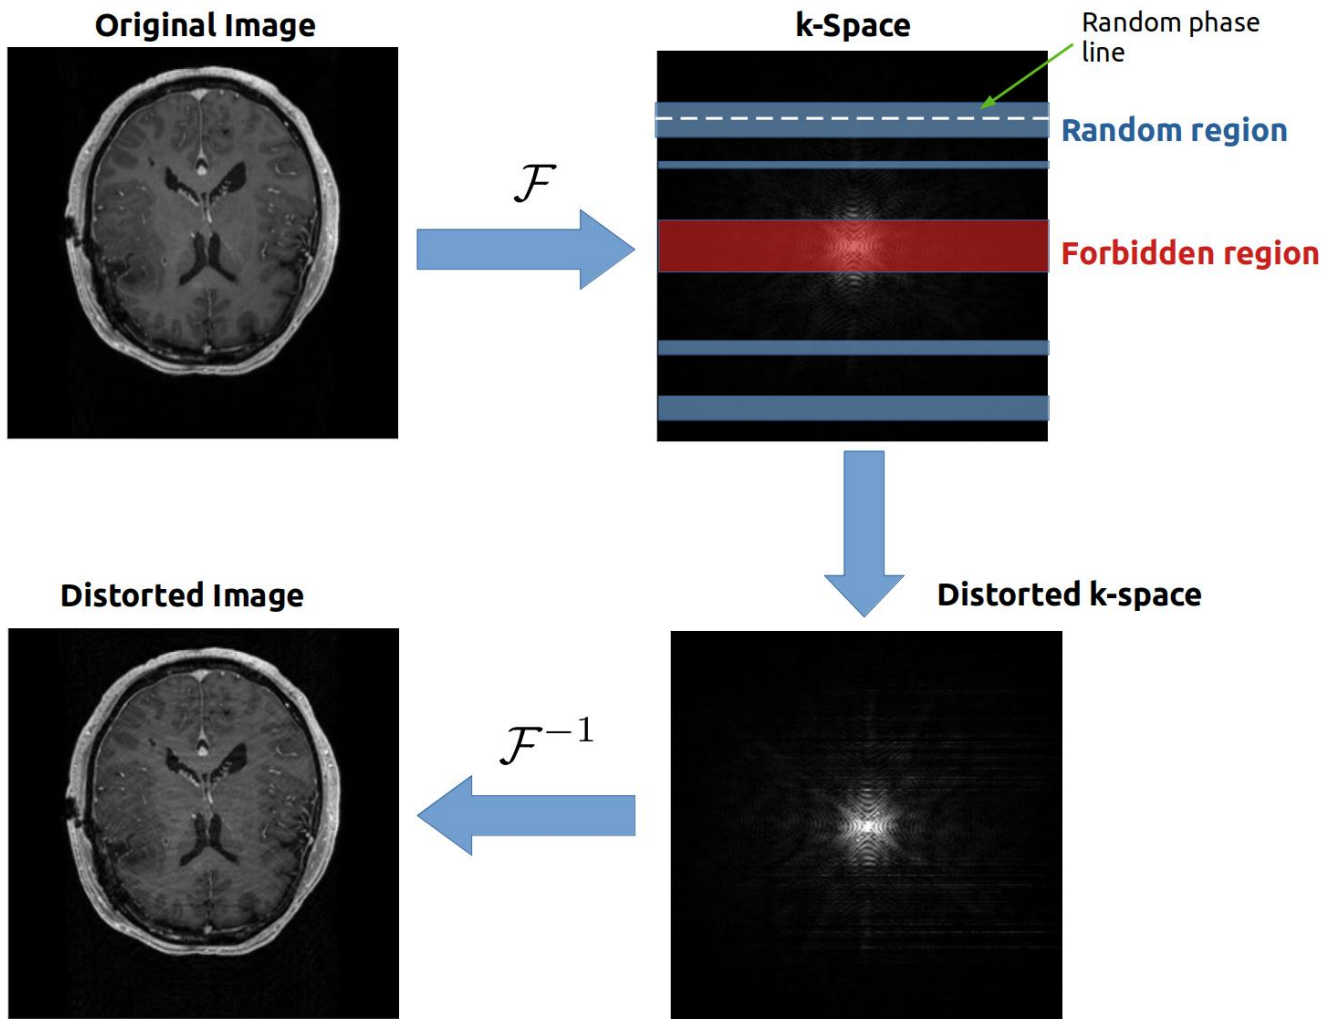 Original Image
k-Space
Random phase
line
Random region
ℱ
Forbidden region
Distorted Image
Distorted k-space
ℱ⁻¹